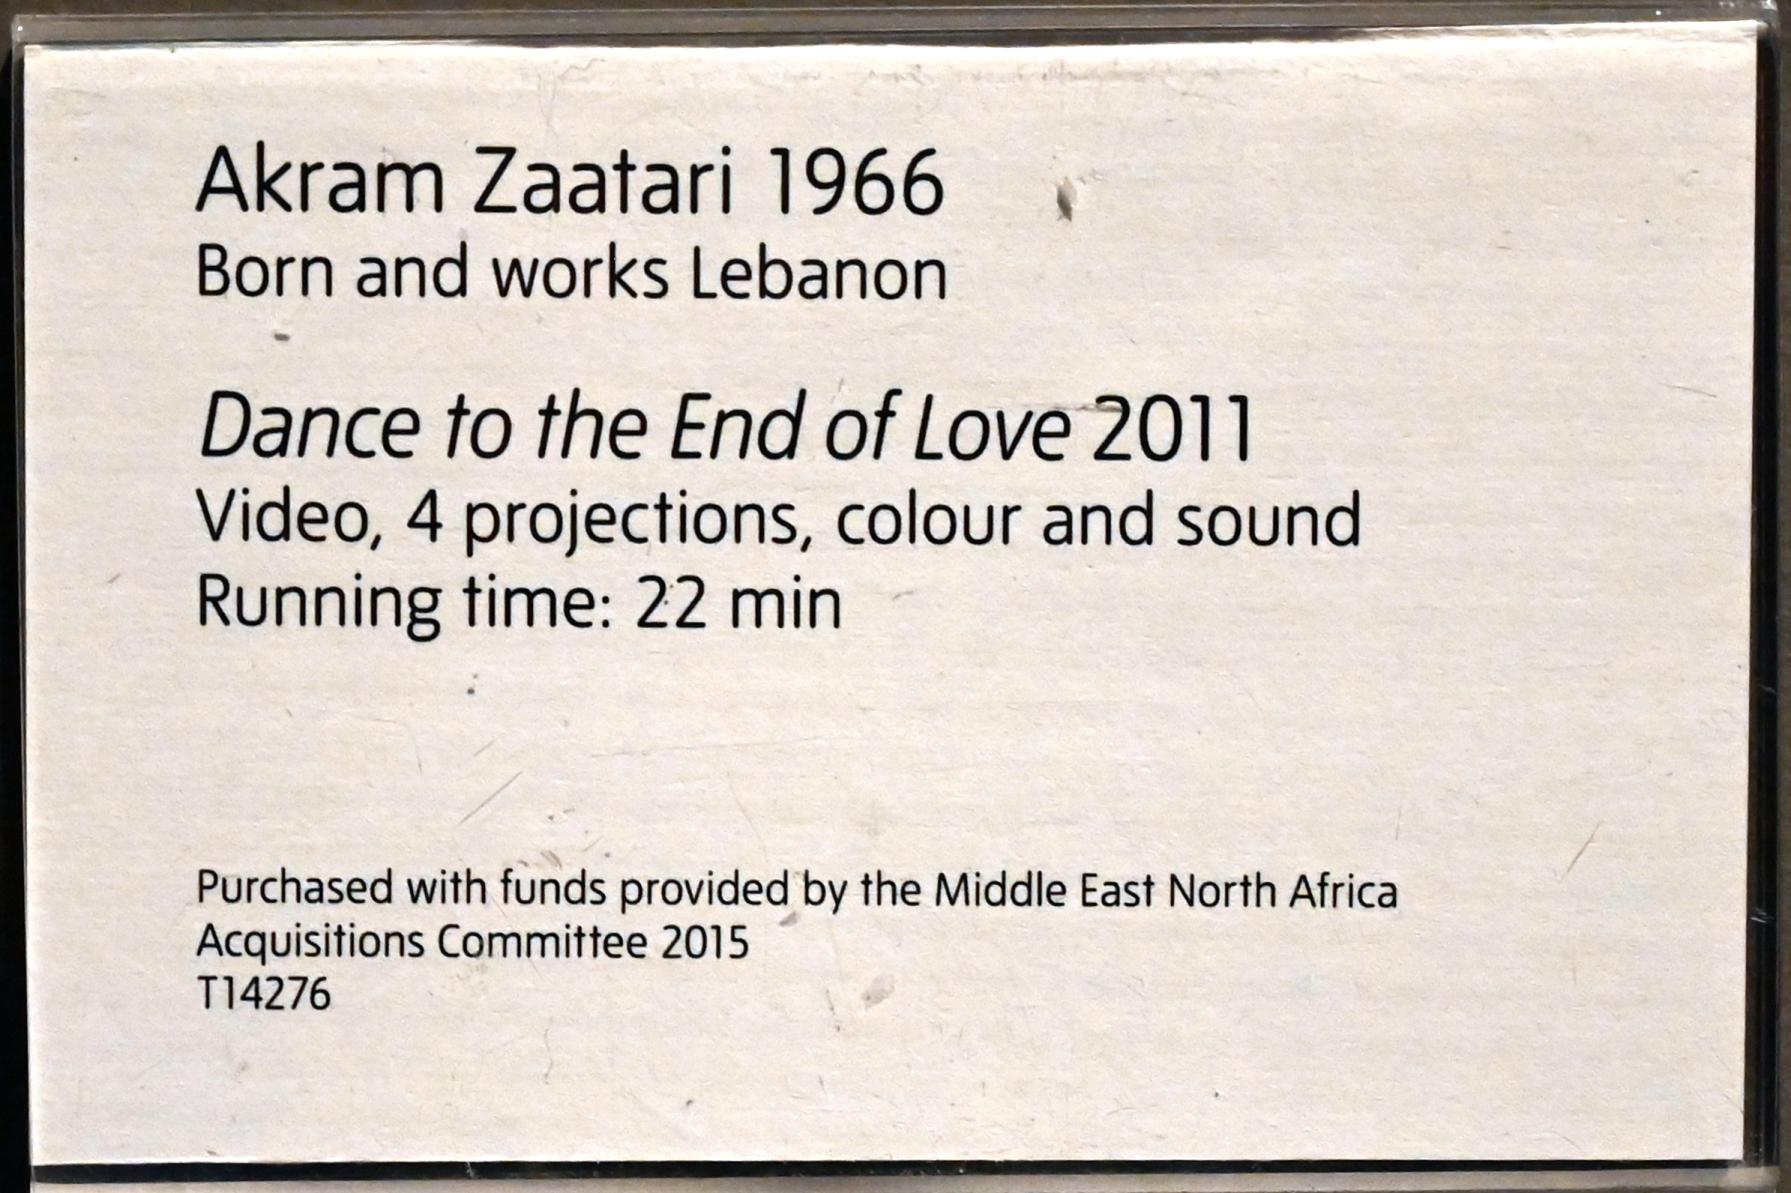 Akram Zaatari 1966
Born and works Lebanon
Dance to the End of Love 2011
Video, 4 projections, colour and sound
Running time: 22 min
Purchased with funds provided by the Middle East North Africa
Acquisitions Committee 2015
T14276